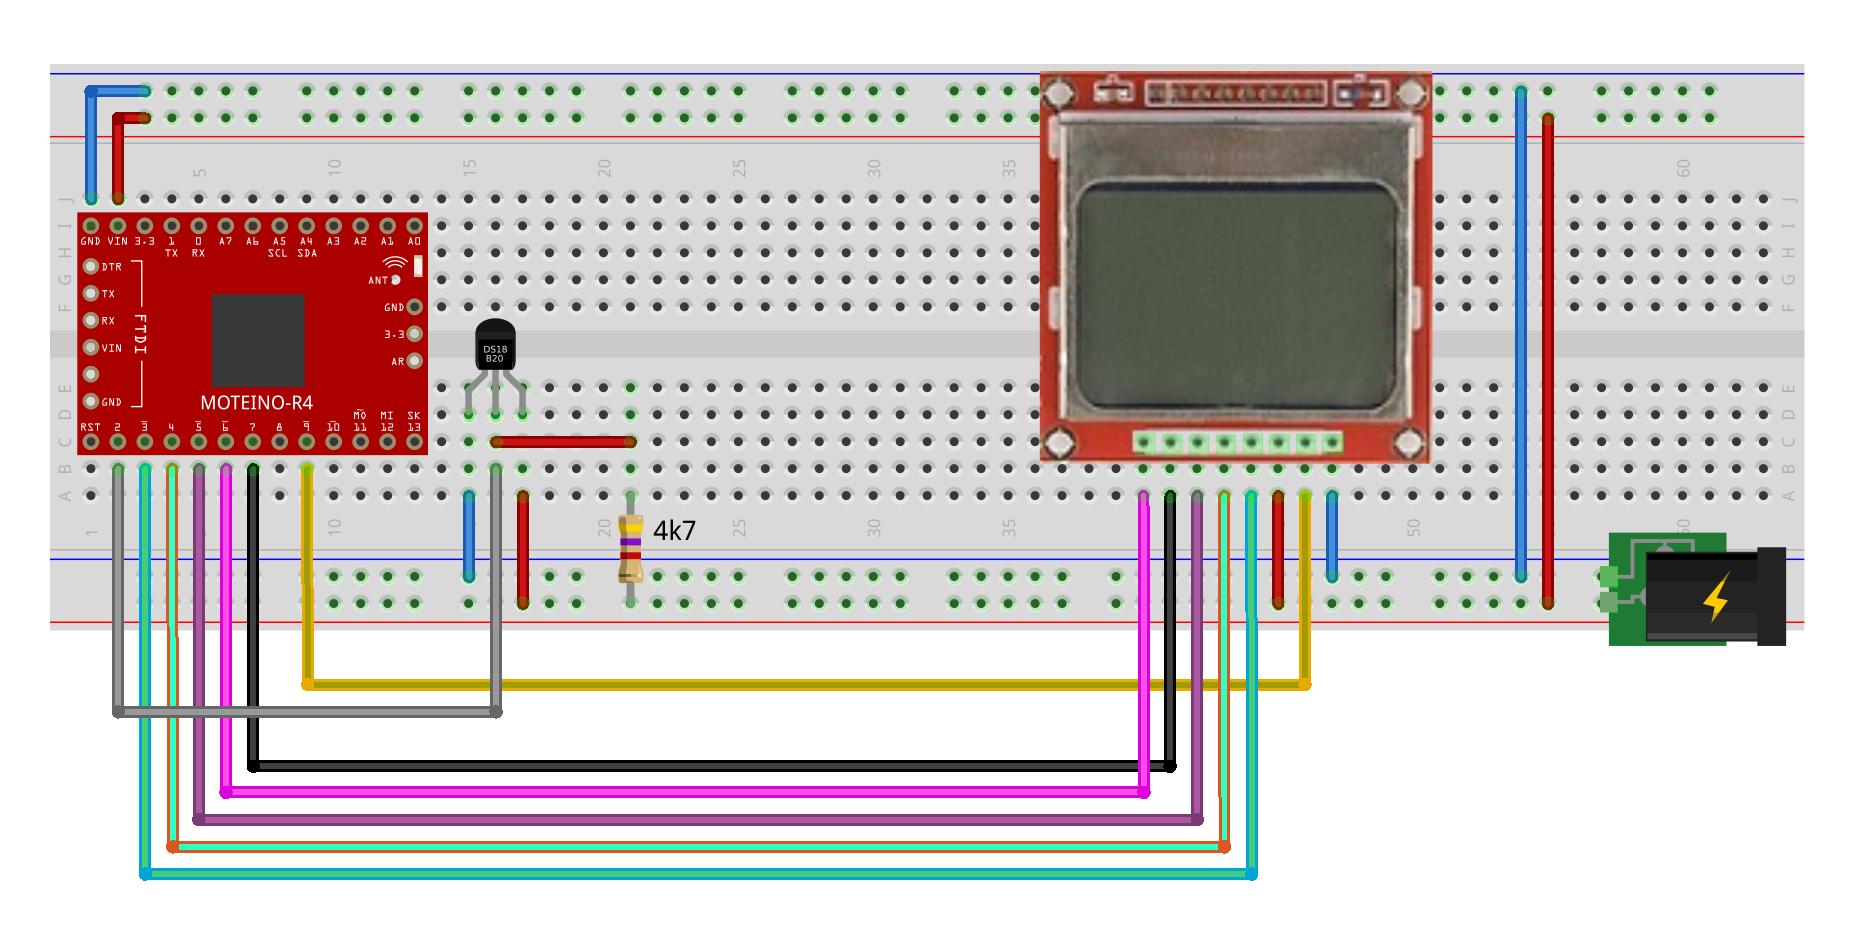 5 10 15 20 25 30 35 60
J J
GND VIN 3.3 1 0 A7 A6 A5 A4 A3 A2 A1 A0
TX RX SCL SDA
I I
H H
G G
F F
DTR
TX
RX
VIN
GND
FTDI
ANT
GND
3.3
AR
MOTEINO-R4
M0 MI SK
RST 2 3 4 5 6 7 8 9 10 11 12 13
DS18
B20
E E
D D
C C
B B
A A
1 10 20 25 30 35 50
4k7